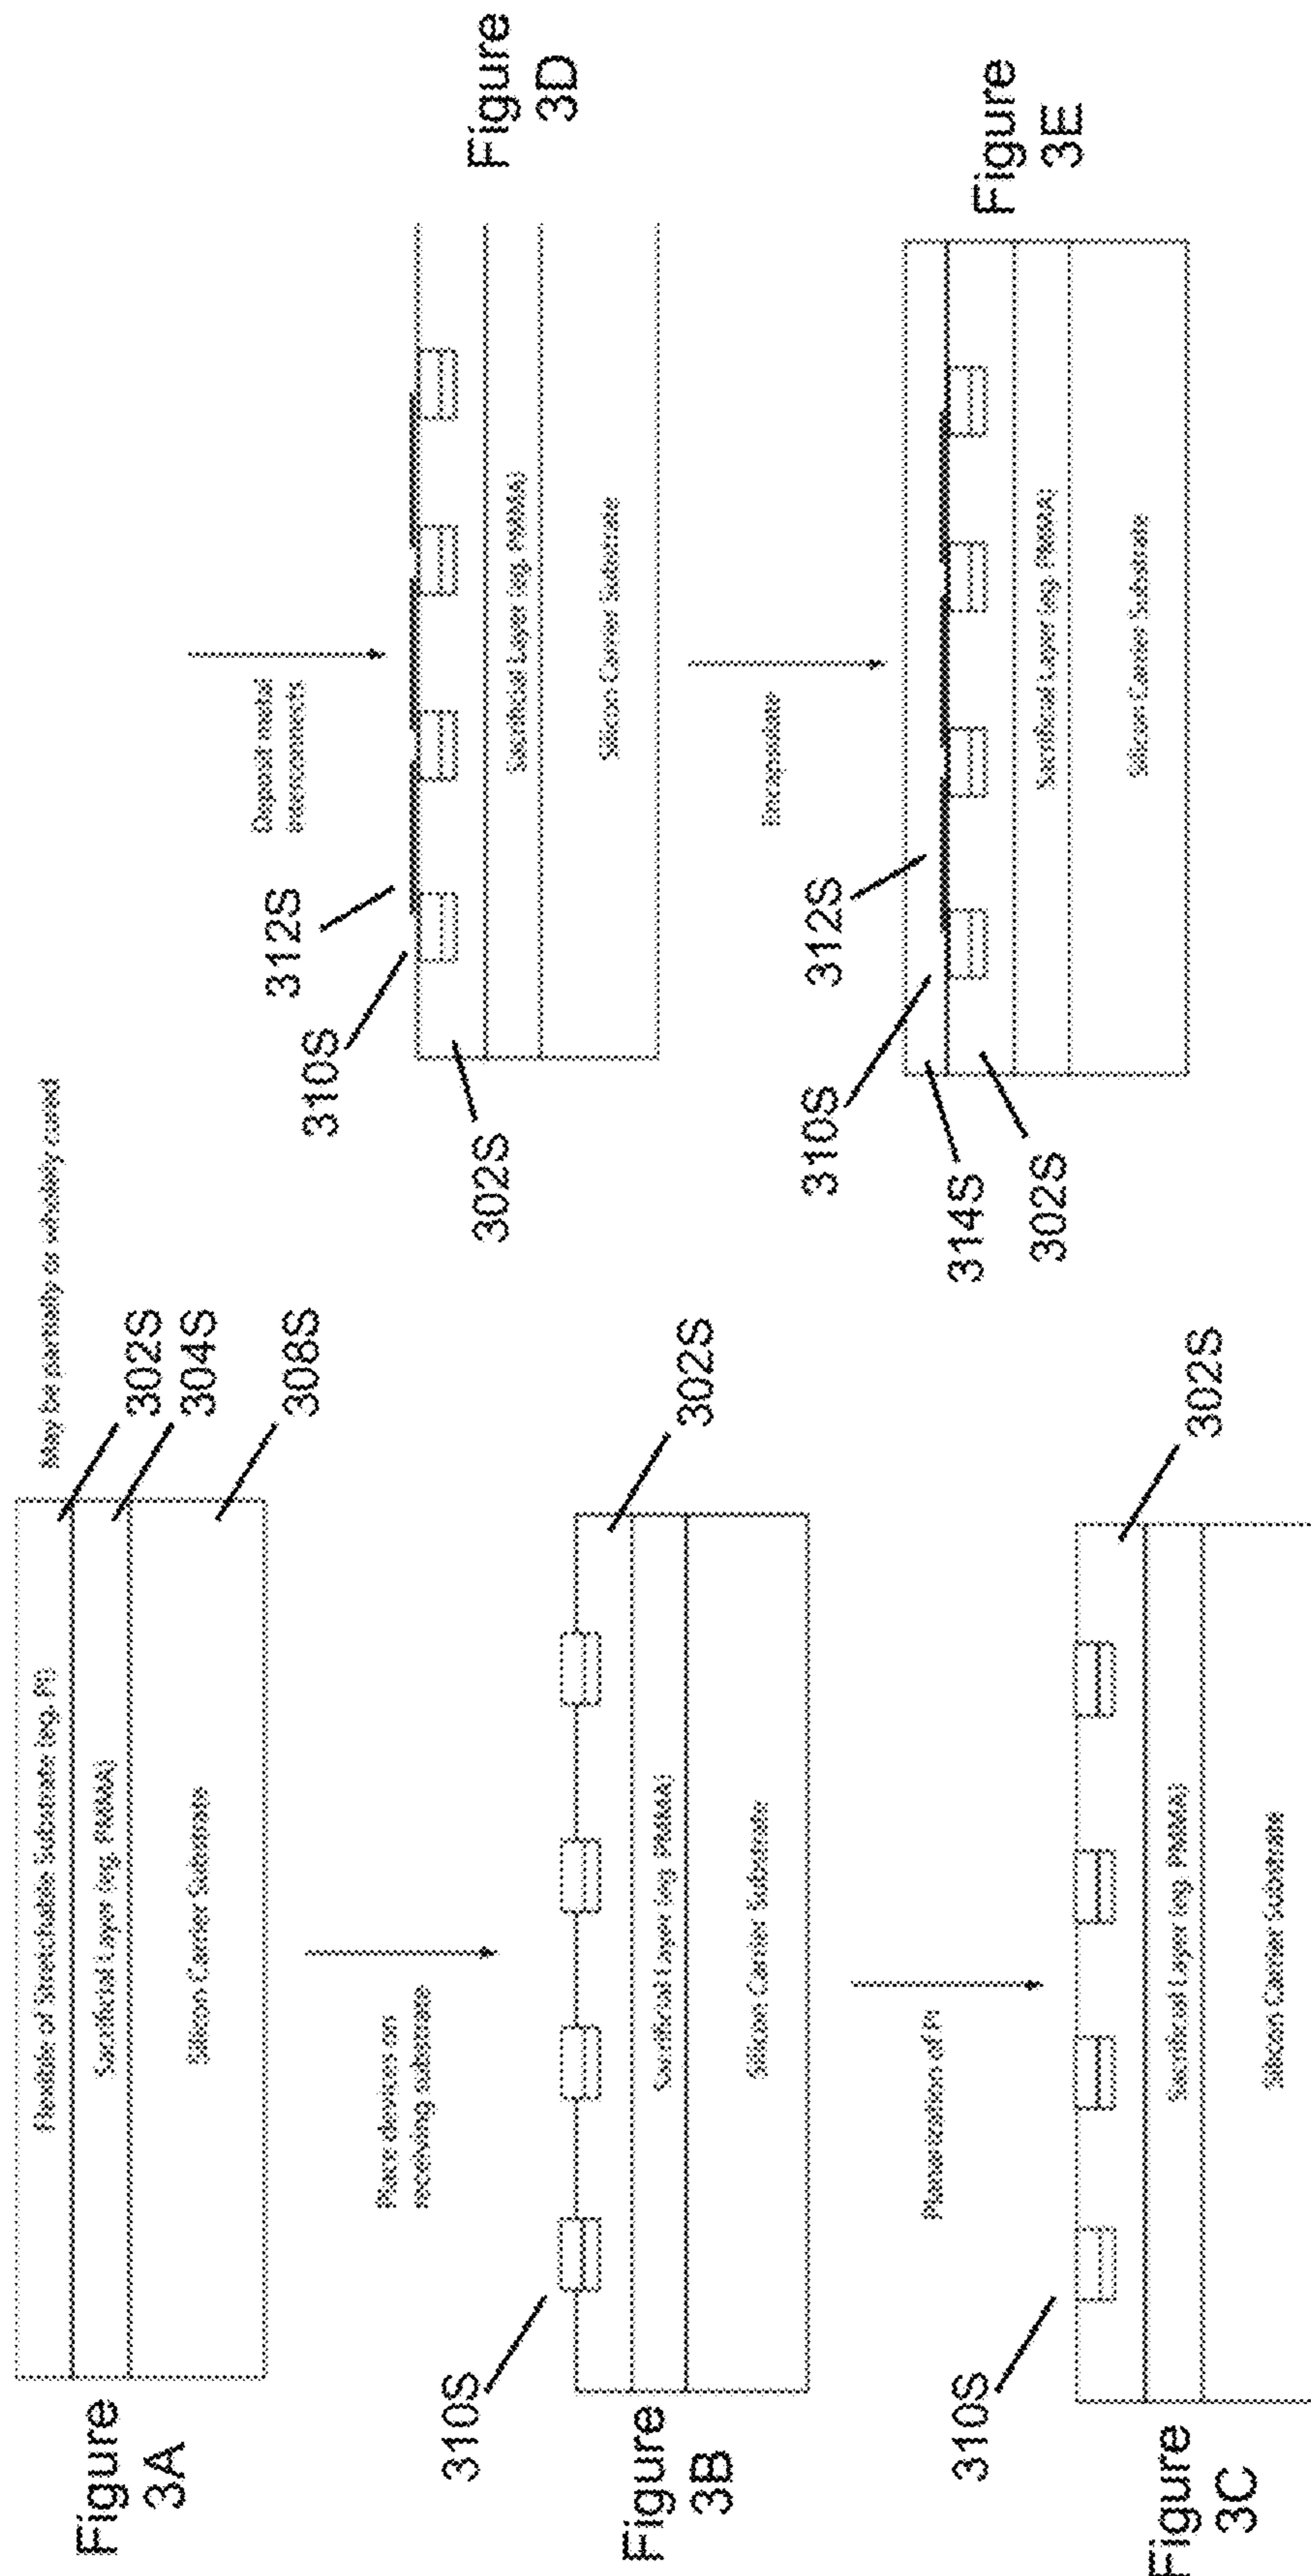 Figure
3A
Flexible of Stretchable Substrate (eg. PI)
Sacrificial Layer (eg. PMMA)
Silicon Carrier Substrate
May be partially or wholely cured
302S
304S
308S
Place devices on
receiving substrate
Figure
3B
310S
Sacrificial Layer (eg. PMMA)
Silicon Carrier Substrate
302S
Planarization of PI
Figure
3C
310S
Sacrificial Layer (eg. PMMA)
Silicon Carrier Substrate
302S
Deposit metal
interconnects
Figure
3D
312S
310S
302S
Sacrificial Layer (eg. PMMA)
Silicon Carrier Substrate
Encapsulate
Figure
3E
312S
310S
314S
302S
Sacrificial Layer (eg. PMMA)
Silicon Carrier Substrate